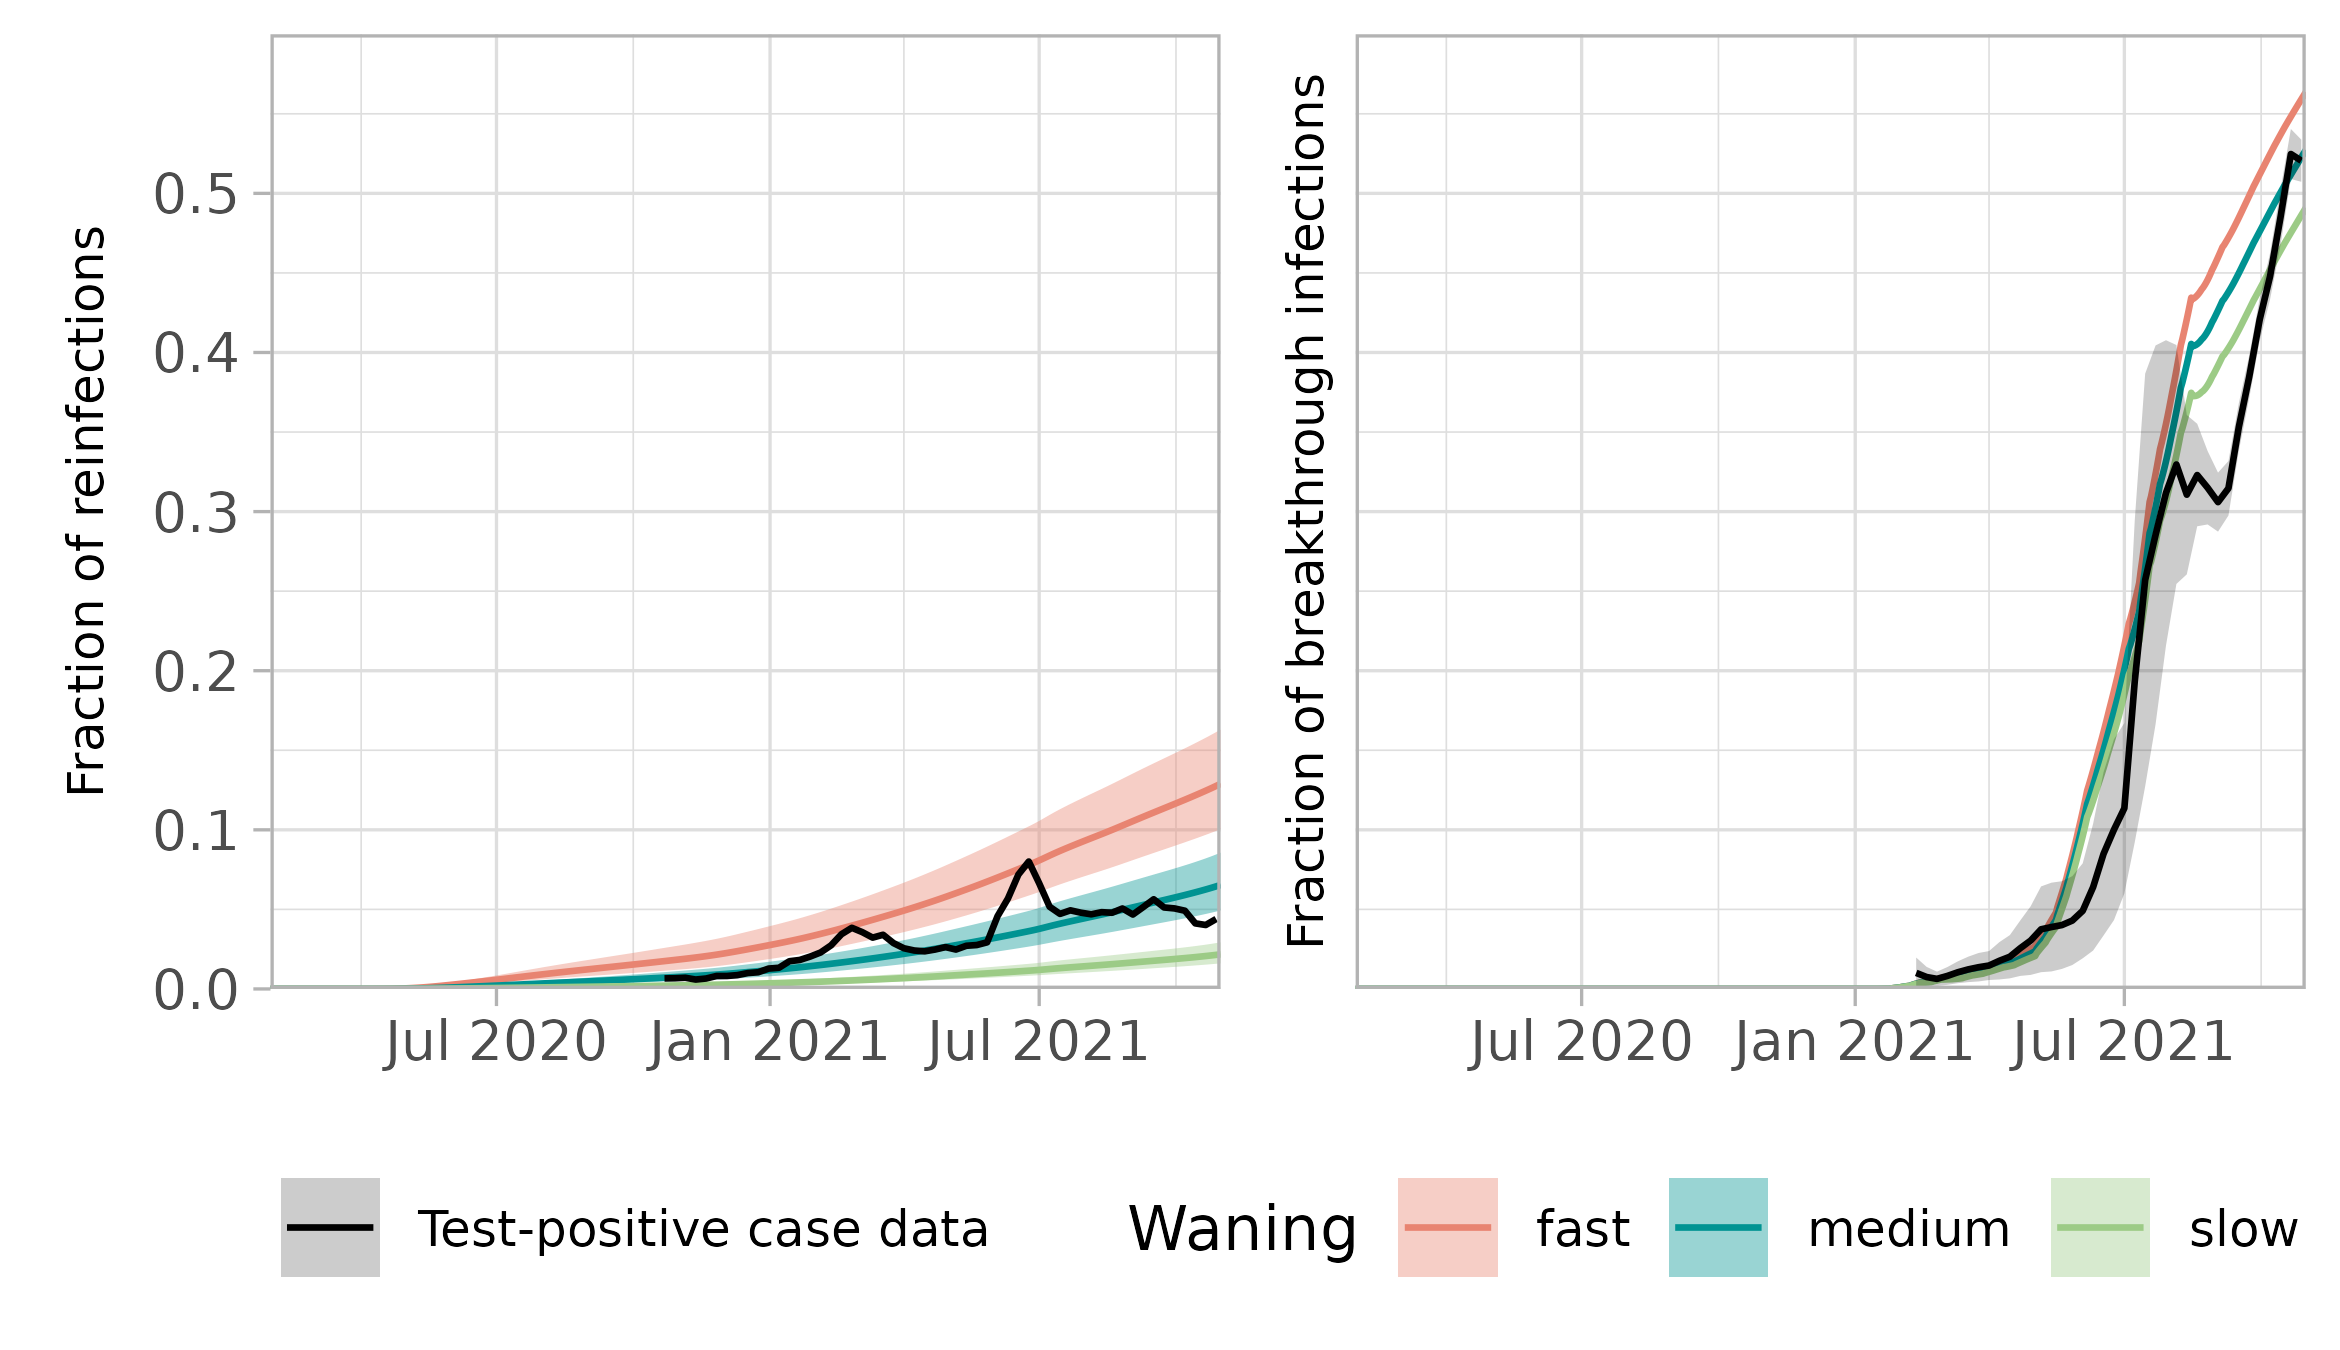 Fraction of reinfections
0.5
0.4
0.3
0.2
0.1
0.0
Jul 2020 Jan 2021 Jul 2021
Fraction of breakthrough infections
Jul 2020 Jan 2021 Jul 2021
Test-positive case data Waning fast medium slow